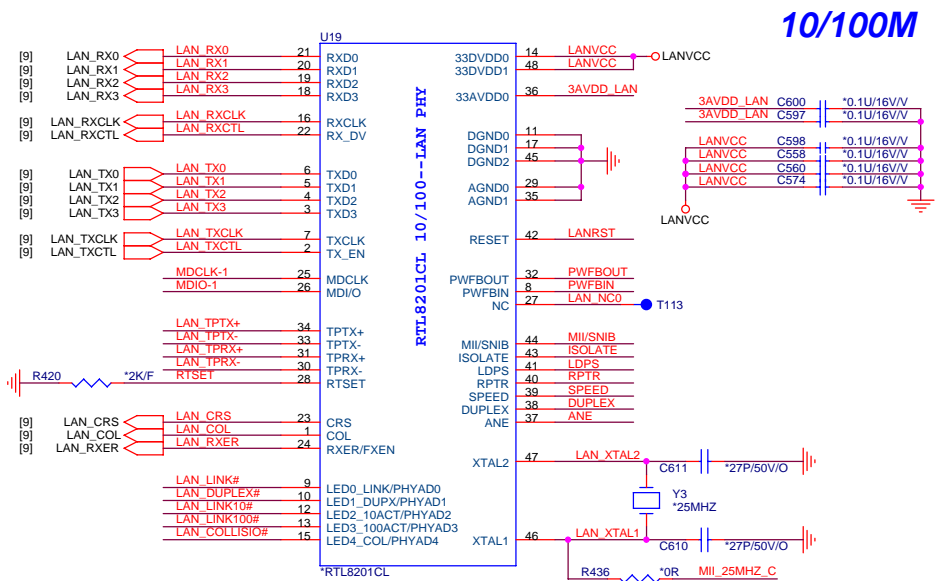 10/100M
U19
RTL8201CL 10/100--LAN PHY
*RTL8201CL
[9] LAN_RX0 LAN_RX0 21 RXD0
[9] LAN_RX1 LAN_RX1 20 RXD1
[9] LAN_RX2 LAN_RX2 19 RXD2
[9] LAN_RX3 LAN_RX3 18 RXD3
[9] LAN_RXCLK LAN_RXCLK 16 RXCLK
[9] LAN_RXCTL LAN_RXCTL 22 RX_DV
[9] LAN_TX0 LAN_TX0 6 TXD0
[9] LAN_TX1 LAN_TX1 5 TXD1
[9] LAN_TX2 LAN_TX2 4 TXD2
[9] LAN_TX3 LAN_TX3 3 TXD3
[9] LAN_TXCLK LAN_TXCLK 7 TXCLK
[9] LAN_TXCTL LAN_TXCTL 2 TX_EN
MDCLK-1 25 MDCLK
MDIO-1 26 MDI/O
LAN_TPTX+ 34 TPTX+
LAN_TPTX- 33 TPTX-
LAN_TPRX+ 31 TPRX+
LAN_TPRX- 30 TPRX-
R420 *2K/F RTSET 28 RTSET
[9] LAN_CRS LAN_CRS 23 CRS
[9] LAN_COL LAN_COL 1 COL
[9] LAN_RXER LAN_RXER 24 RXER/FXEN
LAN_LINK# 9 LED0_LINK/PHYAD0
LAN_DUPLEX# 10 LED1_DUPX/PHYAD1
LAN_LINK10# 12 LED2_10ACT/PHYAD2
LAN_LINK100# 13 LED3_100ACT/PHYAD3
LAN_COLLISIO# 15 LED4_COL/PHYAD4
33DVDD0 14 LANVCC LANVCC
33DVDD1 48 LANVCC
33AVDD0 36 3AVDD_LAN
DGND0 11
DGND1 17
DGND2 45
AGND0 29
AGND1 35
RESET 42 LANRST
PWFBOUT 32 PWFBOUT
PWFBIN 8 PWFBIN
NC 27 LAN_NC0 T113
MII/SNIB 44 MII/SNIB
ISOLATE 43 ISOLATE
LDPS 41 LDPS
RPTR 40 RPTR
SPEED 39 SPEED
DUPLEX 38 DUPLEX
ANE 37 ANE
XTAL2 47 LAN_XTAL2 C611 *27P/50V/O
Y3
*25MHZ
XTAL1 46 LAN_XTAL1 C610 *27P/50V/O
R436 *0R MII_25MHZ_C
3AVDD_LAN C600 *0.1U/16V/V
3AVDD_LAN C597 *0.1U/16V/V
LANVCC C598 *0.1U/16V/V
LANVCC C558 *0.1U/16V/V
LANVCC C560 *0.1U/16V/V
LANVCC C574 *0.1U/16V/V
LANVCC